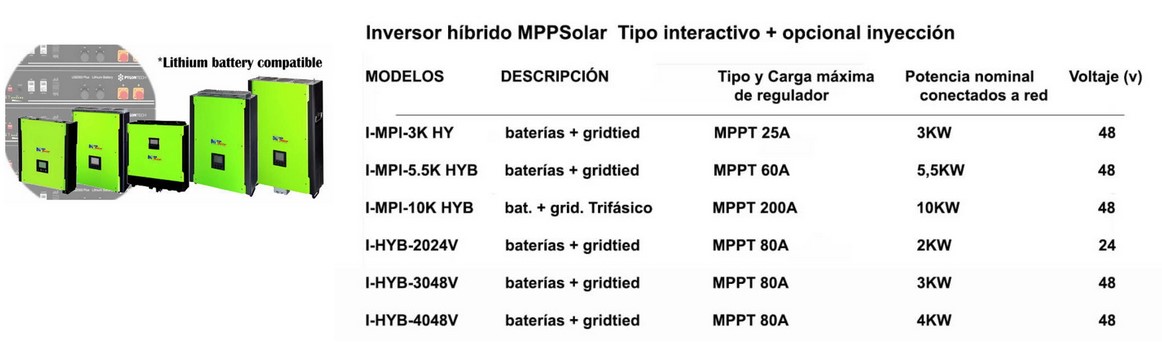 Inversor híbrido MPPSolar Tipo interactivo + opcional inyección
*Lithium battery compatible
MODELOS DESCRIPCIÓN Tipo y Carga máxima de regulador Potencia nominal conectados a red Voltaje (v)
I-MPI-3K HY baterías + gridtied MPPT 25A 3KW 48
I-MPI-5.5K HYB baterías + gridtied MPPT 60A 5,5KW 48
I-MPI-10K HYB bat. + grid. Trifásico MPPT 200A 10KW 48
I-HYB-2024V baterías + gridtied MPPT 80A 2KW 24
I-HYB-3048V baterías + gridtied MPPT 80A 3KW 48
I-HYB-4048V baterías + gridtied MPPT 80A 4KW 48